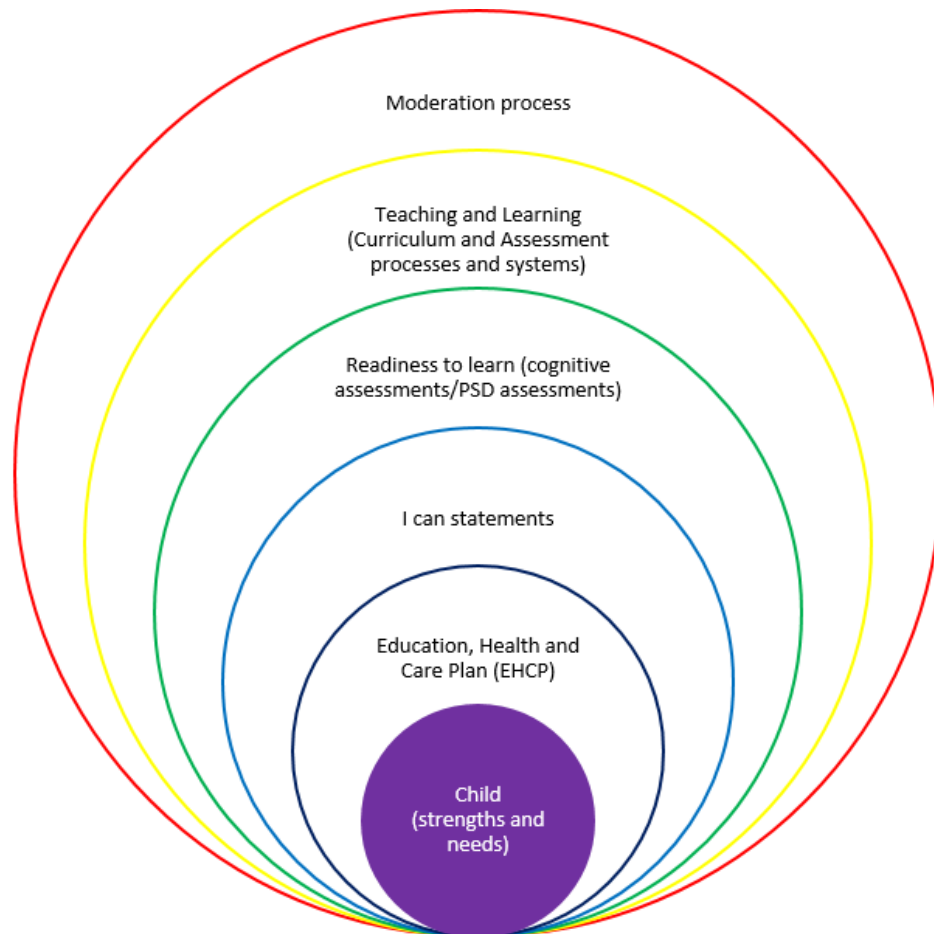 Moderation process
Teaching and Learning
(Curriculum and Assessment
processes and systems)
Readiness to learn (cognitive
assessments/PSD assessments)
I can statements
Education, Health and
Care Plan (EHCP)
Child
(strengths and
needs)